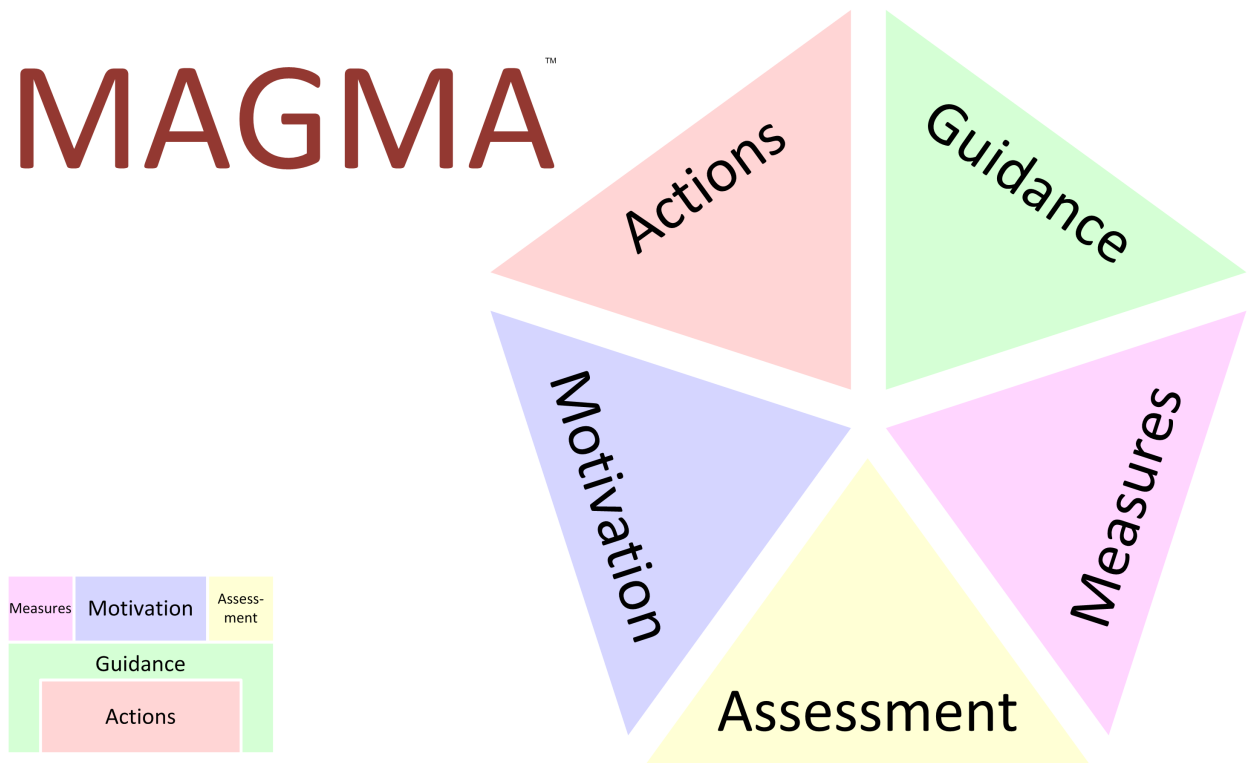 MAGMA™
Actions
Guidance
Motivation
Measures
Assessment
Measures
Motivation
Assess-
ment
Guidance
Actions